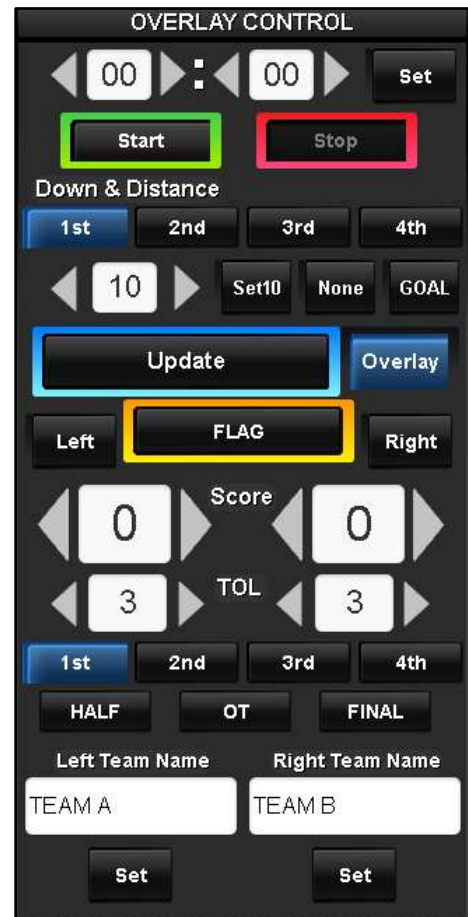 OVERLAY CONTROL
00 : 00 Set
Start Stop
Down & Distance
1st 2nd 3rd 4th
10 Set10 None GOAL
Update Overlay
Left FLAG Right
0 Score 0
3 TOL 3
1st 2nd 3rd 4th
HALF OT FINAL
Left Team Name Right Team Name
TEAM A TEAM B
Set Set